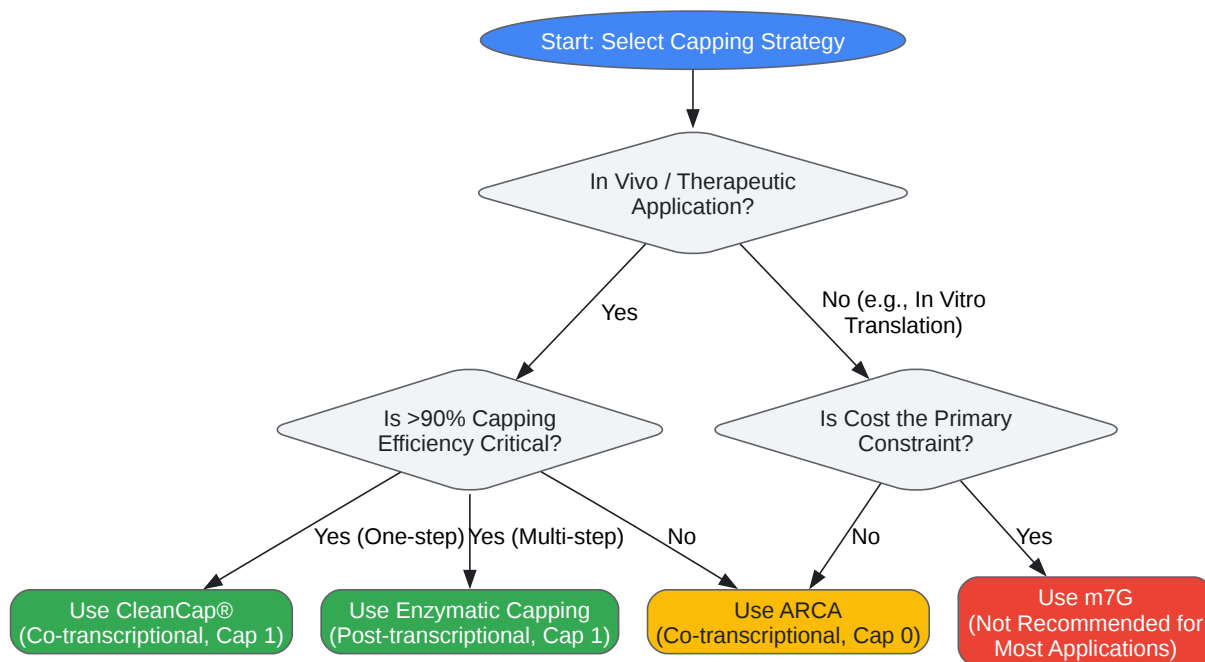 Start: Select Capping Strategy
In Vivo / Therapeutic
Application?
Yes
No (e.g., In Vitro
Translation)
Is >90% Capping
Efficiency Critical?
Is Cost the Primary
Constraint?
Yes (One-step)
Yes (Multi-step)
No
No
Yes
Use CleanCap®
(Co-transcriptional, Cap 1)
Use Enzymatic Capping
(Post-transcriptional, Cap 1)
Use ARCA
(Co-transcriptional, Cap 0)
Use m7G
(Not Recommended for
Most Applications)